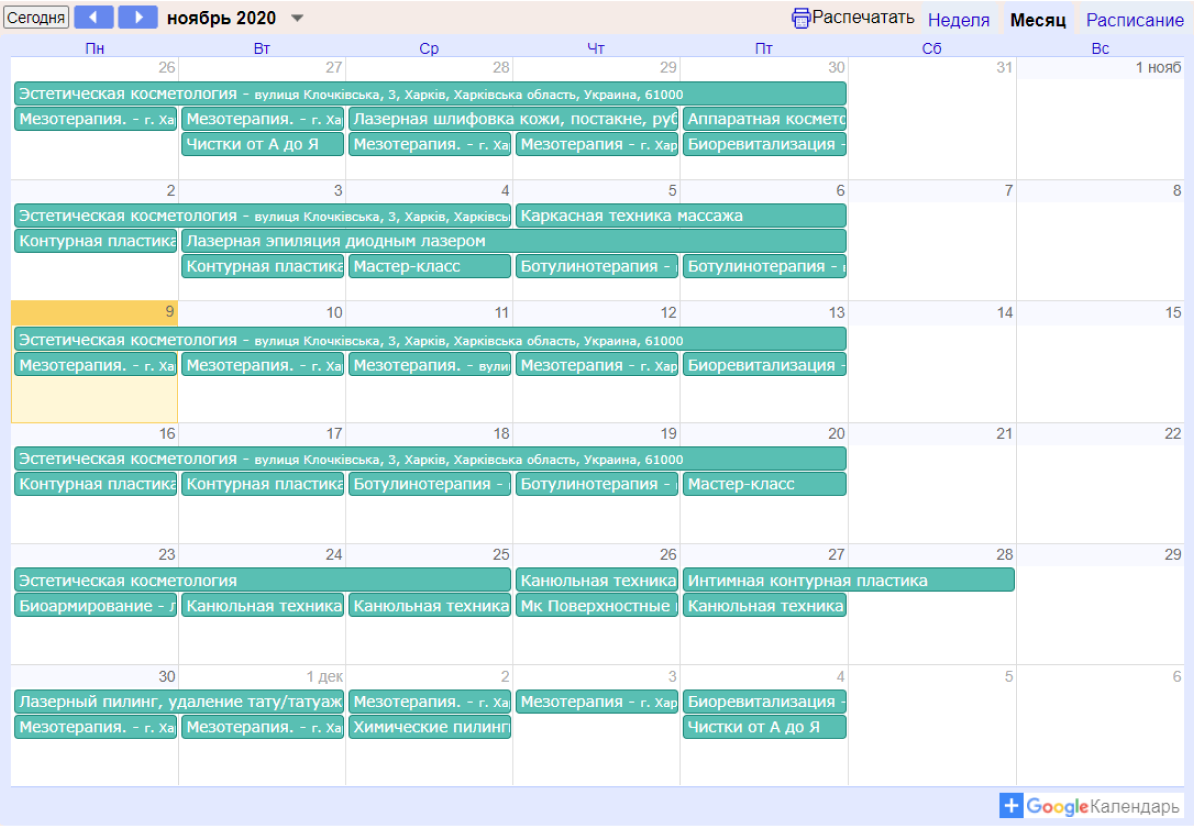 Сегодня ноябрь 2020 Распечатать Неделя Месяц Расписание
Пн Вт Ср Чт Пт Сб Вс
26 27 28 29 30 31 1 нояб
Эстетическая косметология - вулиця Клочківська, 3, Харків, Харківська область, Украина, 61000
Мезотерапия. - г. Ха Мезотерапия. - г. Ха Лазерная шлифовка кожи, постакне, руб Аппаратная космето
Чистки от А до Я Мезотерапия. - г. Ха Мезотерапия - г. Хар Биоревитализация -
2 3 4 5 6 7 8
Эстетическая косметология - вулиця Клочківська, 3, Харків, Харківсь Каркасная техника массажа
Контурная пластика Лазерная эпиляция диодным лазером
Контурная пластика Мастер-класс Ботулинотерапия - Ботулинотерапия -
9 10 11 12 13 14 15
Эстетическая косметология - вулиця Клочківська, 3, Харків, Харківська область, Украина, 61000
Мезотерапия. - г. Ха Мезотерапия. - г. Ха Мезотерапия. - вули Мезотерапия - г. Хар Биоревитализация -
16 17 18 19 20 21 22
Эстетическая косметология - вулиця Клочківська, 3, Харків, Харківська область, Украина, 61000
Контурная пластика Контурная пластика Ботулинотерапия - Ботулинотерапия - Мастер-класс
23 24 25 26 27 28 29
Эстетическая косметология Канюльная техника Интимная контурная пластика
Биоармирование - л Канюльная техника Канюльная техника Мк Поверхностные Канюльная техника
30 1 дек 2 3 4 5 6
Лазерный пилинг, удаление тату/татуаж Мезотерапия. - г. Ха Мезотерапия - г. Хар Биоревитализация -
Мезотерапия. - г. Ха Мезотерапия. - г. Ха Химические пилинг Чистки от А до Я
Google Календарь